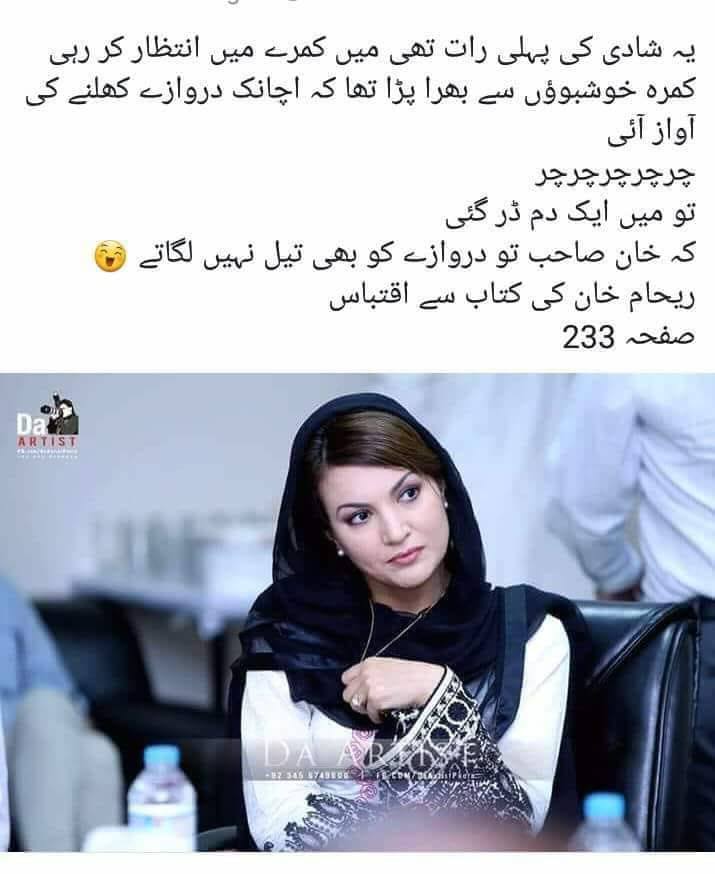 یہ شادی کی پہلی رات تھی میں کمرے میں انتظار کر رہی
کمرہ خوشبوؤں سے بھرا پڑا تھا کہ اچانک دروازے کھلنے کی
آواز آئی
چرچرچرچرچر
تو میں ایک دم ڈر گئی
کہ خان صاحب تو دروازے کو بھی تیل نہیں لگاتے 😄
ریحام خان کی کتاب سے اقتباس
صفحہ 233
Da
ARTIST
DA ARTIST